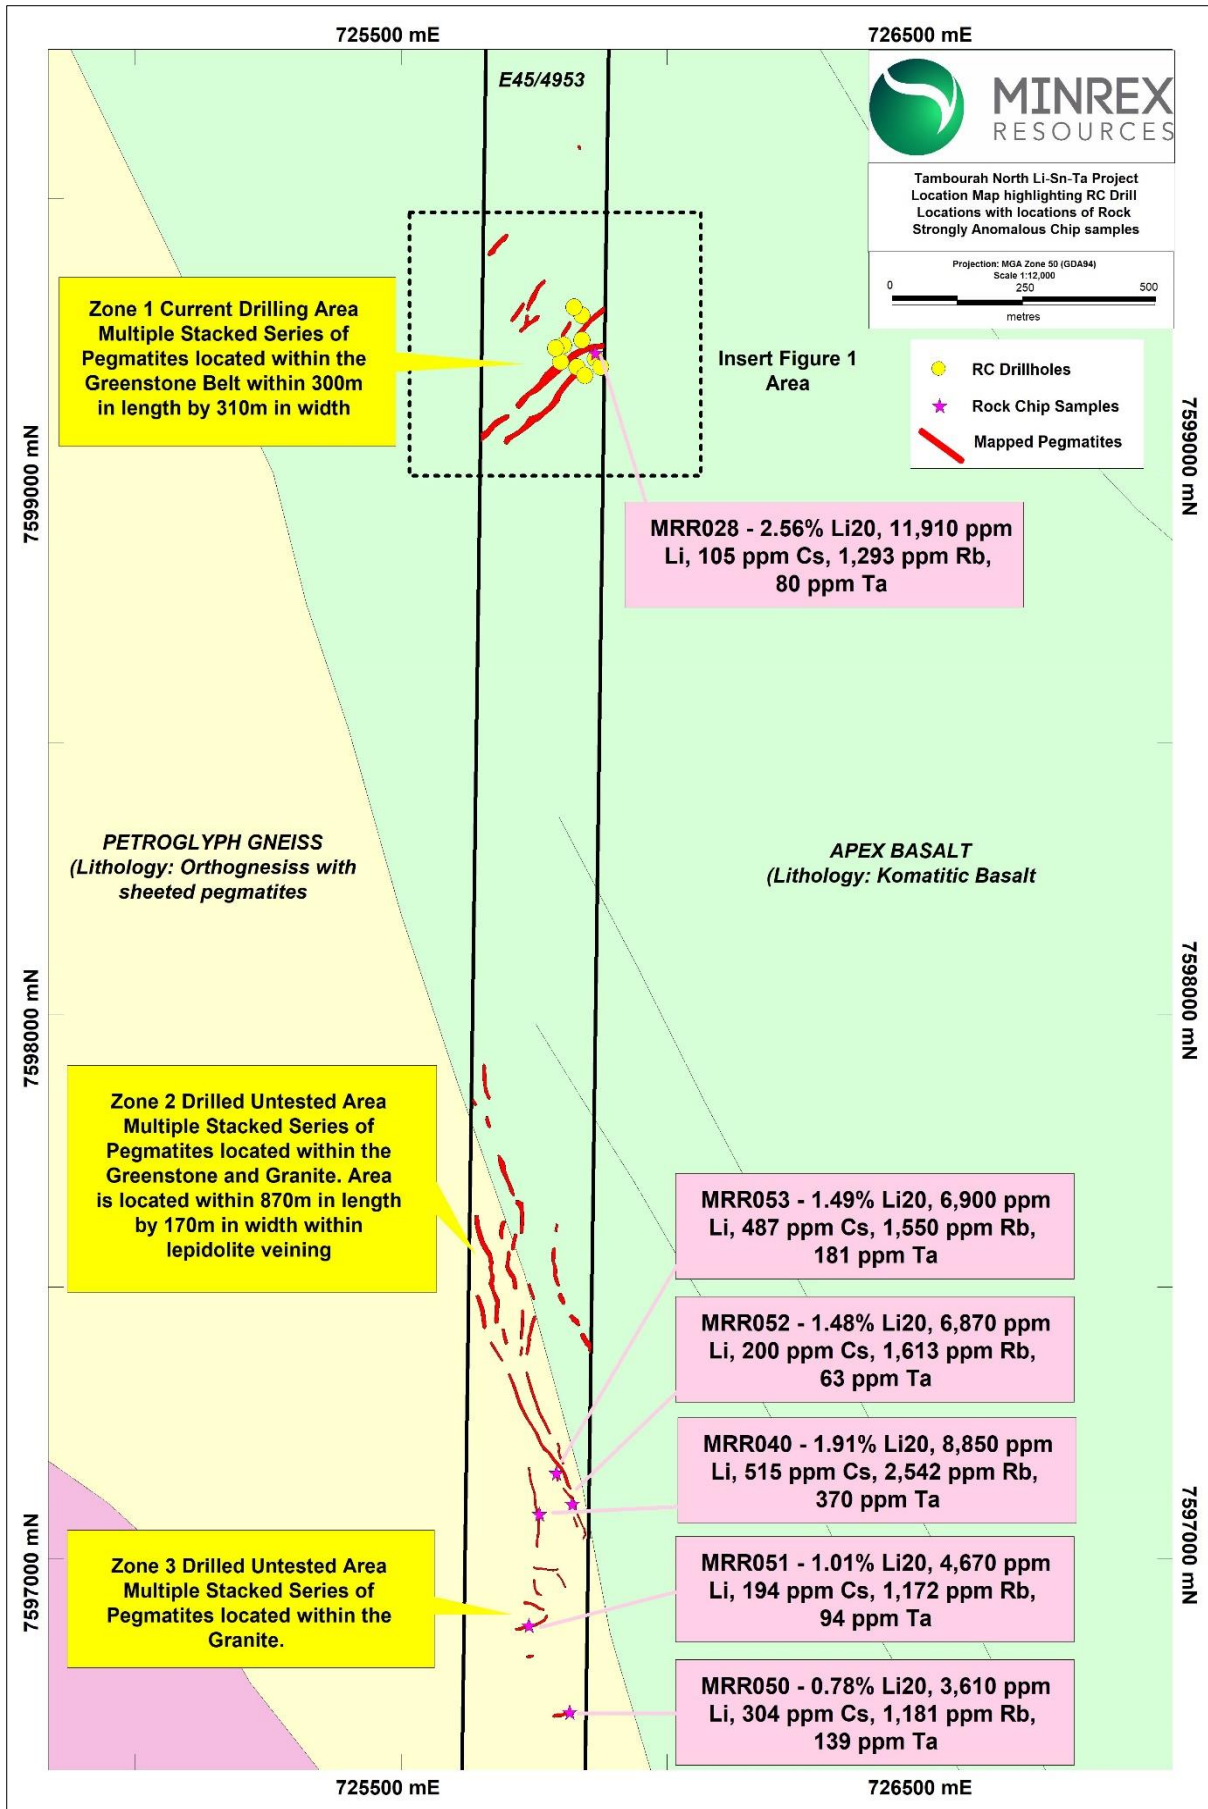 725500 mE
726500 mE
E45/4953
MINREX
RESOURCES
Tambourah North Li-Sn-Ta Project
Location Map highlighting RC Drill
Locations with locations of Rock
Strongly Anomalous Chip samples
Projection: MGA Zone 50 (GDA94)
Scale 1:12,000
0
250
500
metres
RC Drillholes
Rock Chip Samples
Mapped Pegmatites
Zone 1 Current Drilling Area
Multiple Stacked Series of
Pegmatites located within the
Greenstone Belt within 300m
in length by 310m in width
Insert Figure 1
Area
7599000 mN
7599000 mN
MRR028 - 2.56% Li20, 11,910 ppm
Li, 105 ppm Cs, 1,293 ppm Rb,
80 ppm Ta
PETROGLYPH GNEISS
(Lithology: Orthognesiss with
sheeted pegmatites
APEX BASALT
(Lithology: Komatitic Basalt
7598000 mN
7598000 mN
Zone 2 Drilled Untested Area
Multiple Stacked Series of
Pegmatites located within the
Greenstone and Granite. Area
is located within 870m in length
by 170m in width within
lepidolite veining
MRR053 - 1.49% Li20, 6,900 ppm
Li, 487 ppm Cs, 1,550 ppm Rb,
181 ppm Ta
MRR052 - 1.48% Li20, 6,870 ppm
Li, 200 ppm Cs, 1,613 ppm Rb,
63 ppm Ta
MRR040 - 1.91% Li20, 8,850 ppm
Li, 515 ppm Cs, 2,542 ppm Rb,
370 ppm Ta
7597000 mN
7597000 mN
Zone 3 Drilled Untested Area
Multiple Stacked Series of
Pegmatites located within the
Granite.
MRR051 - 1.01% Li20, 4,670 ppm
Li, 194 ppm Cs, 1,172 ppm Rb,
94 ppm Ta
MRR050 - 0.78% Li20, 3,610 ppm
Li, 304 ppm Cs, 1,181 ppm Rb,
139 ppm Ta
725500 mE
726500 mE